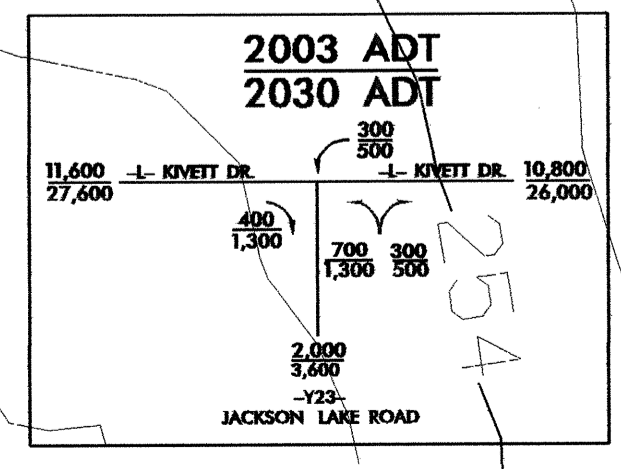 2003 ADT
2030 ADT
300
500
11,600
27,600
-L- KIVETT DR.
-L- KIVETT DR.
10,800
26,000
400
1,300
700
1,300
300
500
2,000
3,600
-Y23-
JACKSON LAKE ROAD
254